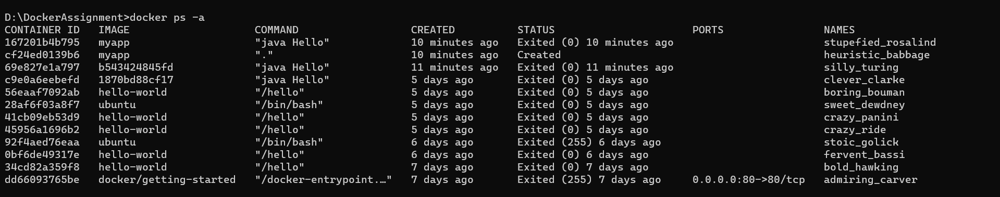 D:\DockerAssignment>docker ps -a
CONTAINER ID   IMAGE                    COMMAND                  CREATED          STATUS                      PORTS                NAMES
167201b4b795   myapp                    "java Hello"             10 minutes ago   Exited (0) 10 minutes ago                        stupefied_rosalind
cf24ed0139b6   myapp                    "."                      10 minutes ago   Created                                          heuristic_babbage
69e827e1a797   b543424845fd             "java Hello"             11 minutes ago   Exited (0) 11 minutes ago                        silly_turing
c9e0a6eebefd   1870bd88cf17             "java Hello"             5 days ago       Exited (0) 5 days ago                            clever_clarke
56eaaf7092ab   hello-world              "/hello"                 5 days ago       Exited (0) 5 days ago                            boring_bouman
28af6f03a8f7   ubuntu                   "/bin/bash"              5 days ago       Exited (0) 5 days ago                            sweet_dewdney
41cb09eb53d9   hello-world              "/hello"                 5 days ago       Exited (0) 5 days ago                            crazy_panini
45956a1696b2   hello-world              "/hello"                 5 days ago       Exited (0) 5 days ago                            crazy_ride
92f4aed76eaa   ubuntu                   "/bin/bash"              6 days ago       Exited (255) 6 days ago                          stoic_golick
0bf6de49317e   hello-world              "/hello"                 6 days ago       Exited (0) 6 days ago                            fervent_bassi
34cd82a359f8   hello-world              "/hello"                 7 days ago       Exited (0) 7 days ago                            bold_hawking
dd66093765be   docker/getting-started   "/docker-entrypoint.…"   7 days ago       Exited (255) 7 days ago     0.0.0.0:80->80/tcp   admiring_carver